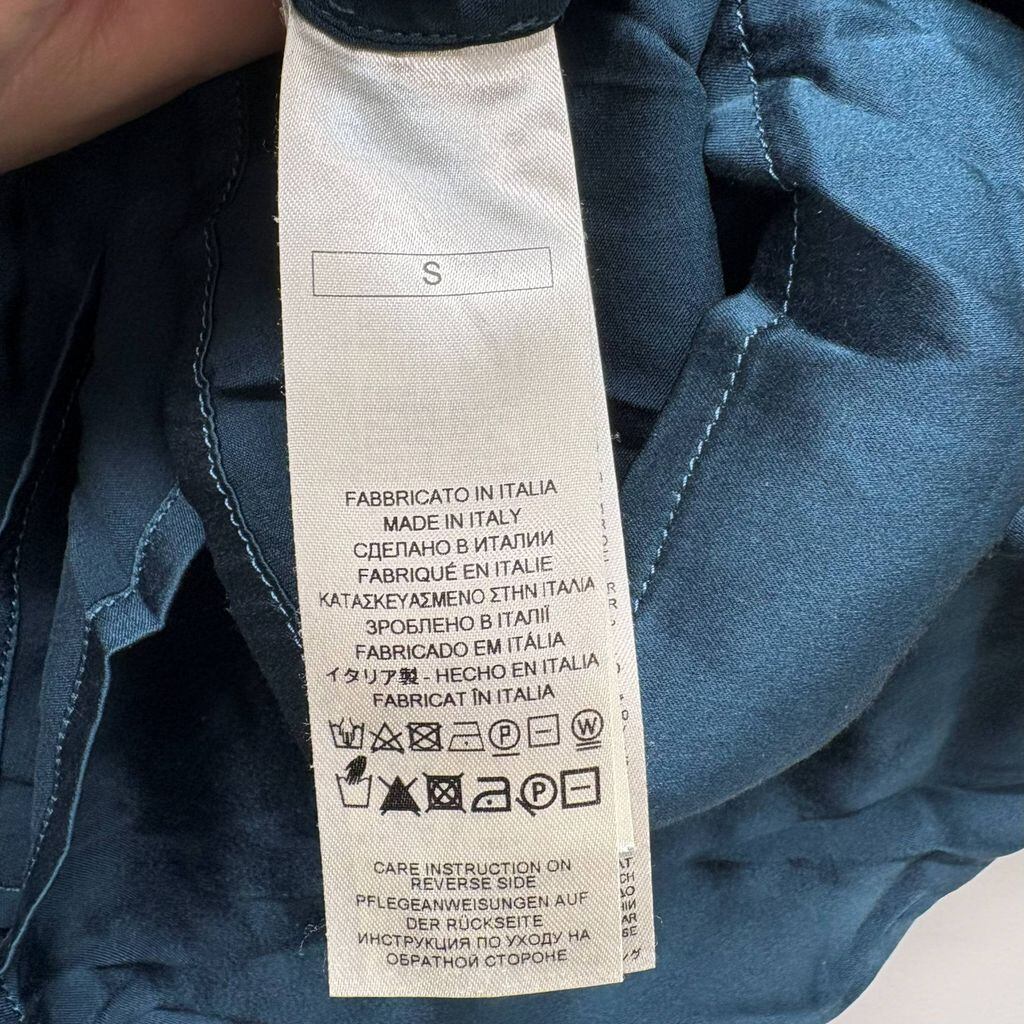 S
FABBRICATO IN ITALIA
MADE IN ITALY
СДЕЛАНО В ИТАЛИИ
FABRIQUÉ EN ITALIE
ΚΑΤΑΣΚΕΥΑΣΜΕΝΟ ΣΤΗΝ ΙΤΑΛΙΑ
ЗРОБЛЕНО В ІТАЛІЇ
FABRICADO EM ITÁLIA
イタリア製 - HECHO EN ITALIA
FABRICAT ÎN ITALIA
P W
P
CARE INSTRUCTION ON
REVERSE SIDE
PFLEGEANWEISUNGEN AUF
DER RÜCKSEITE
ИНСТРУКЦИЯ ПО УХОДУ НА
ОБРАТНОЙ СТОРОНЕ